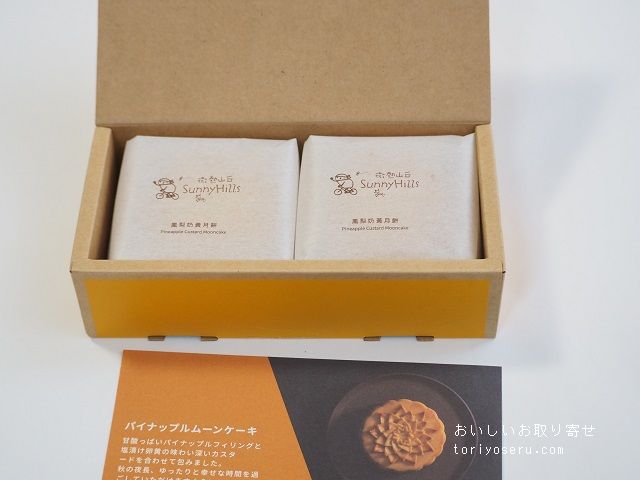 微熱山丘
SunnyHills
鳳梨奶黃月餅
Pineapple Custard Mooncake
微熱山丘
SunnyHills
鳳梨奶黃月餅
Pineapple Custard Mooncake
パイナップルムーンケーキ
甘酸っぱいパイナップルフィリングと
塩漬け卵黄の味わい深いカスタ
ードを合わせて包みました。
秋の夜長、ゆったりと幸せな時間を過
おいしいお取り寄せ
toriyoseru.com